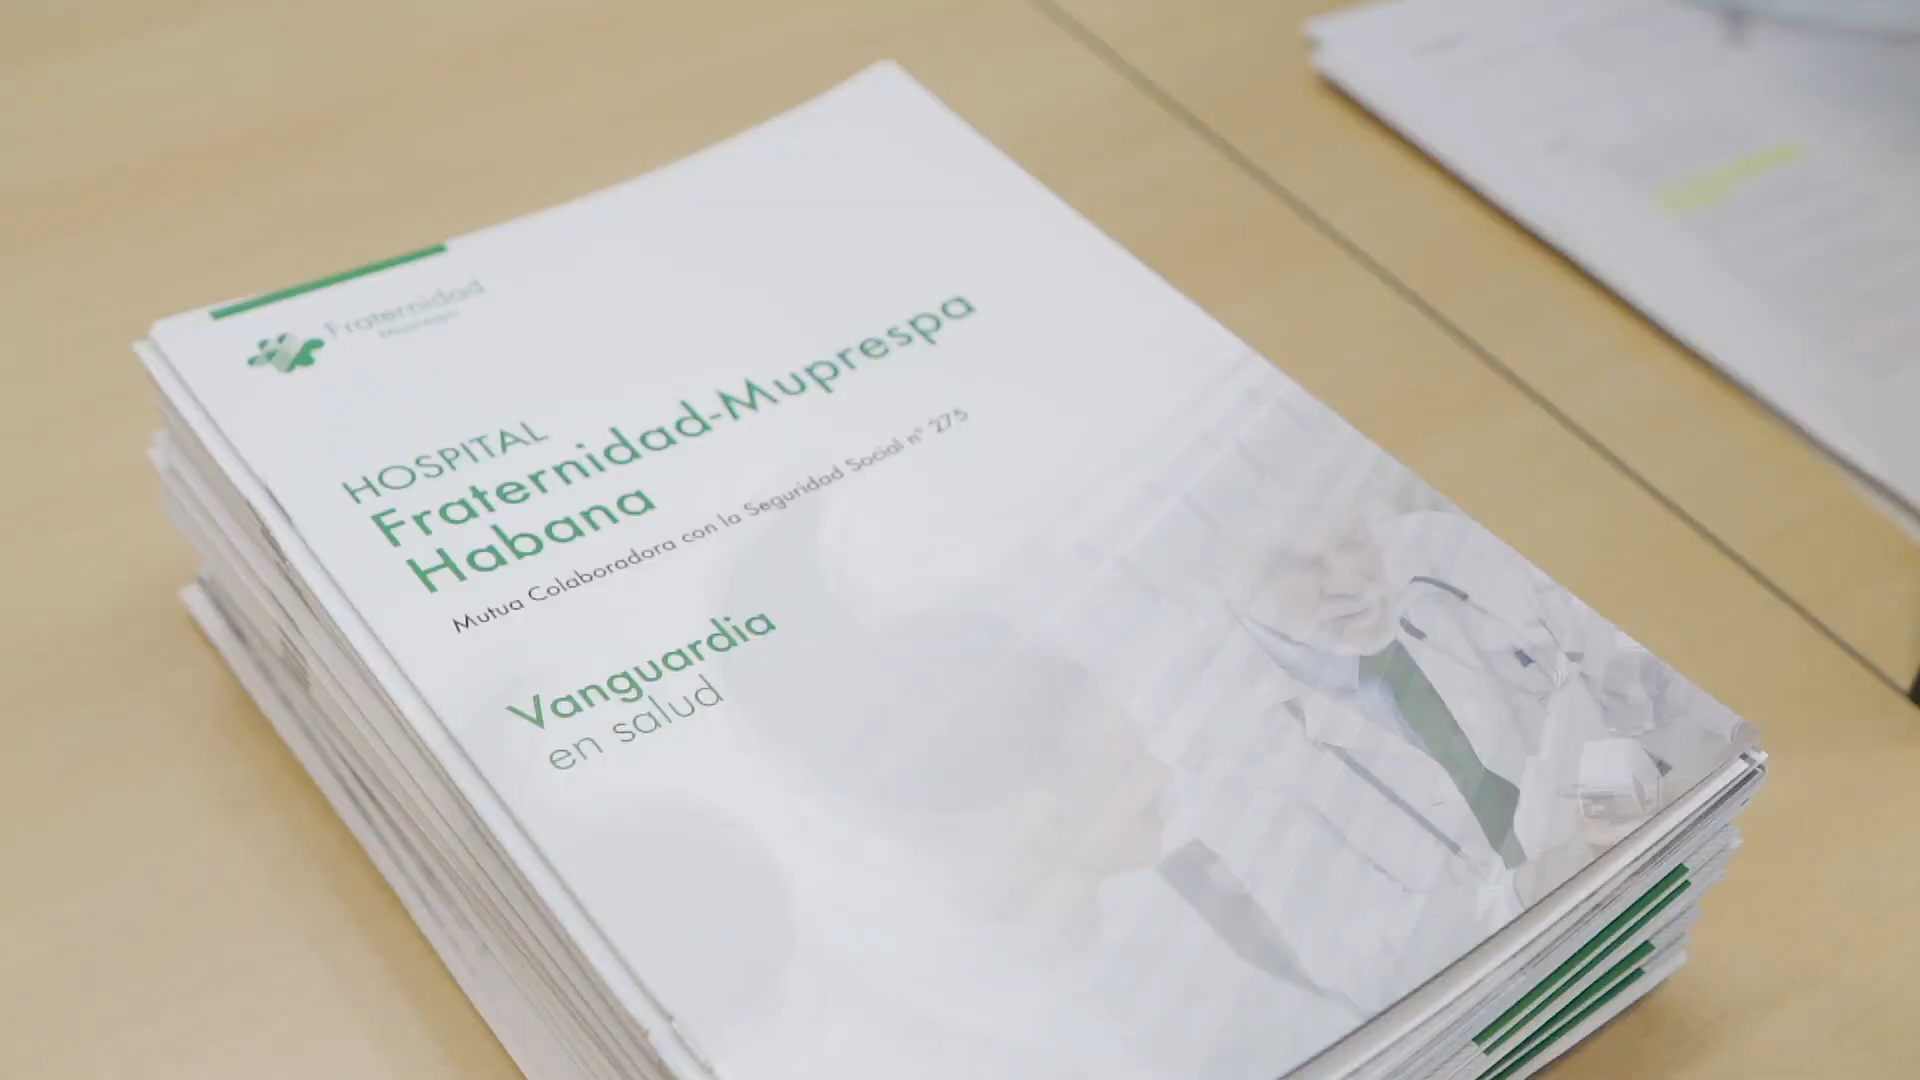 Fraternidad
HOSPITAL
Fraternidad-Muprespa
Habana
Mutua Colaboradora con la Seguridad Social nº 275
Vanguardia
en salud